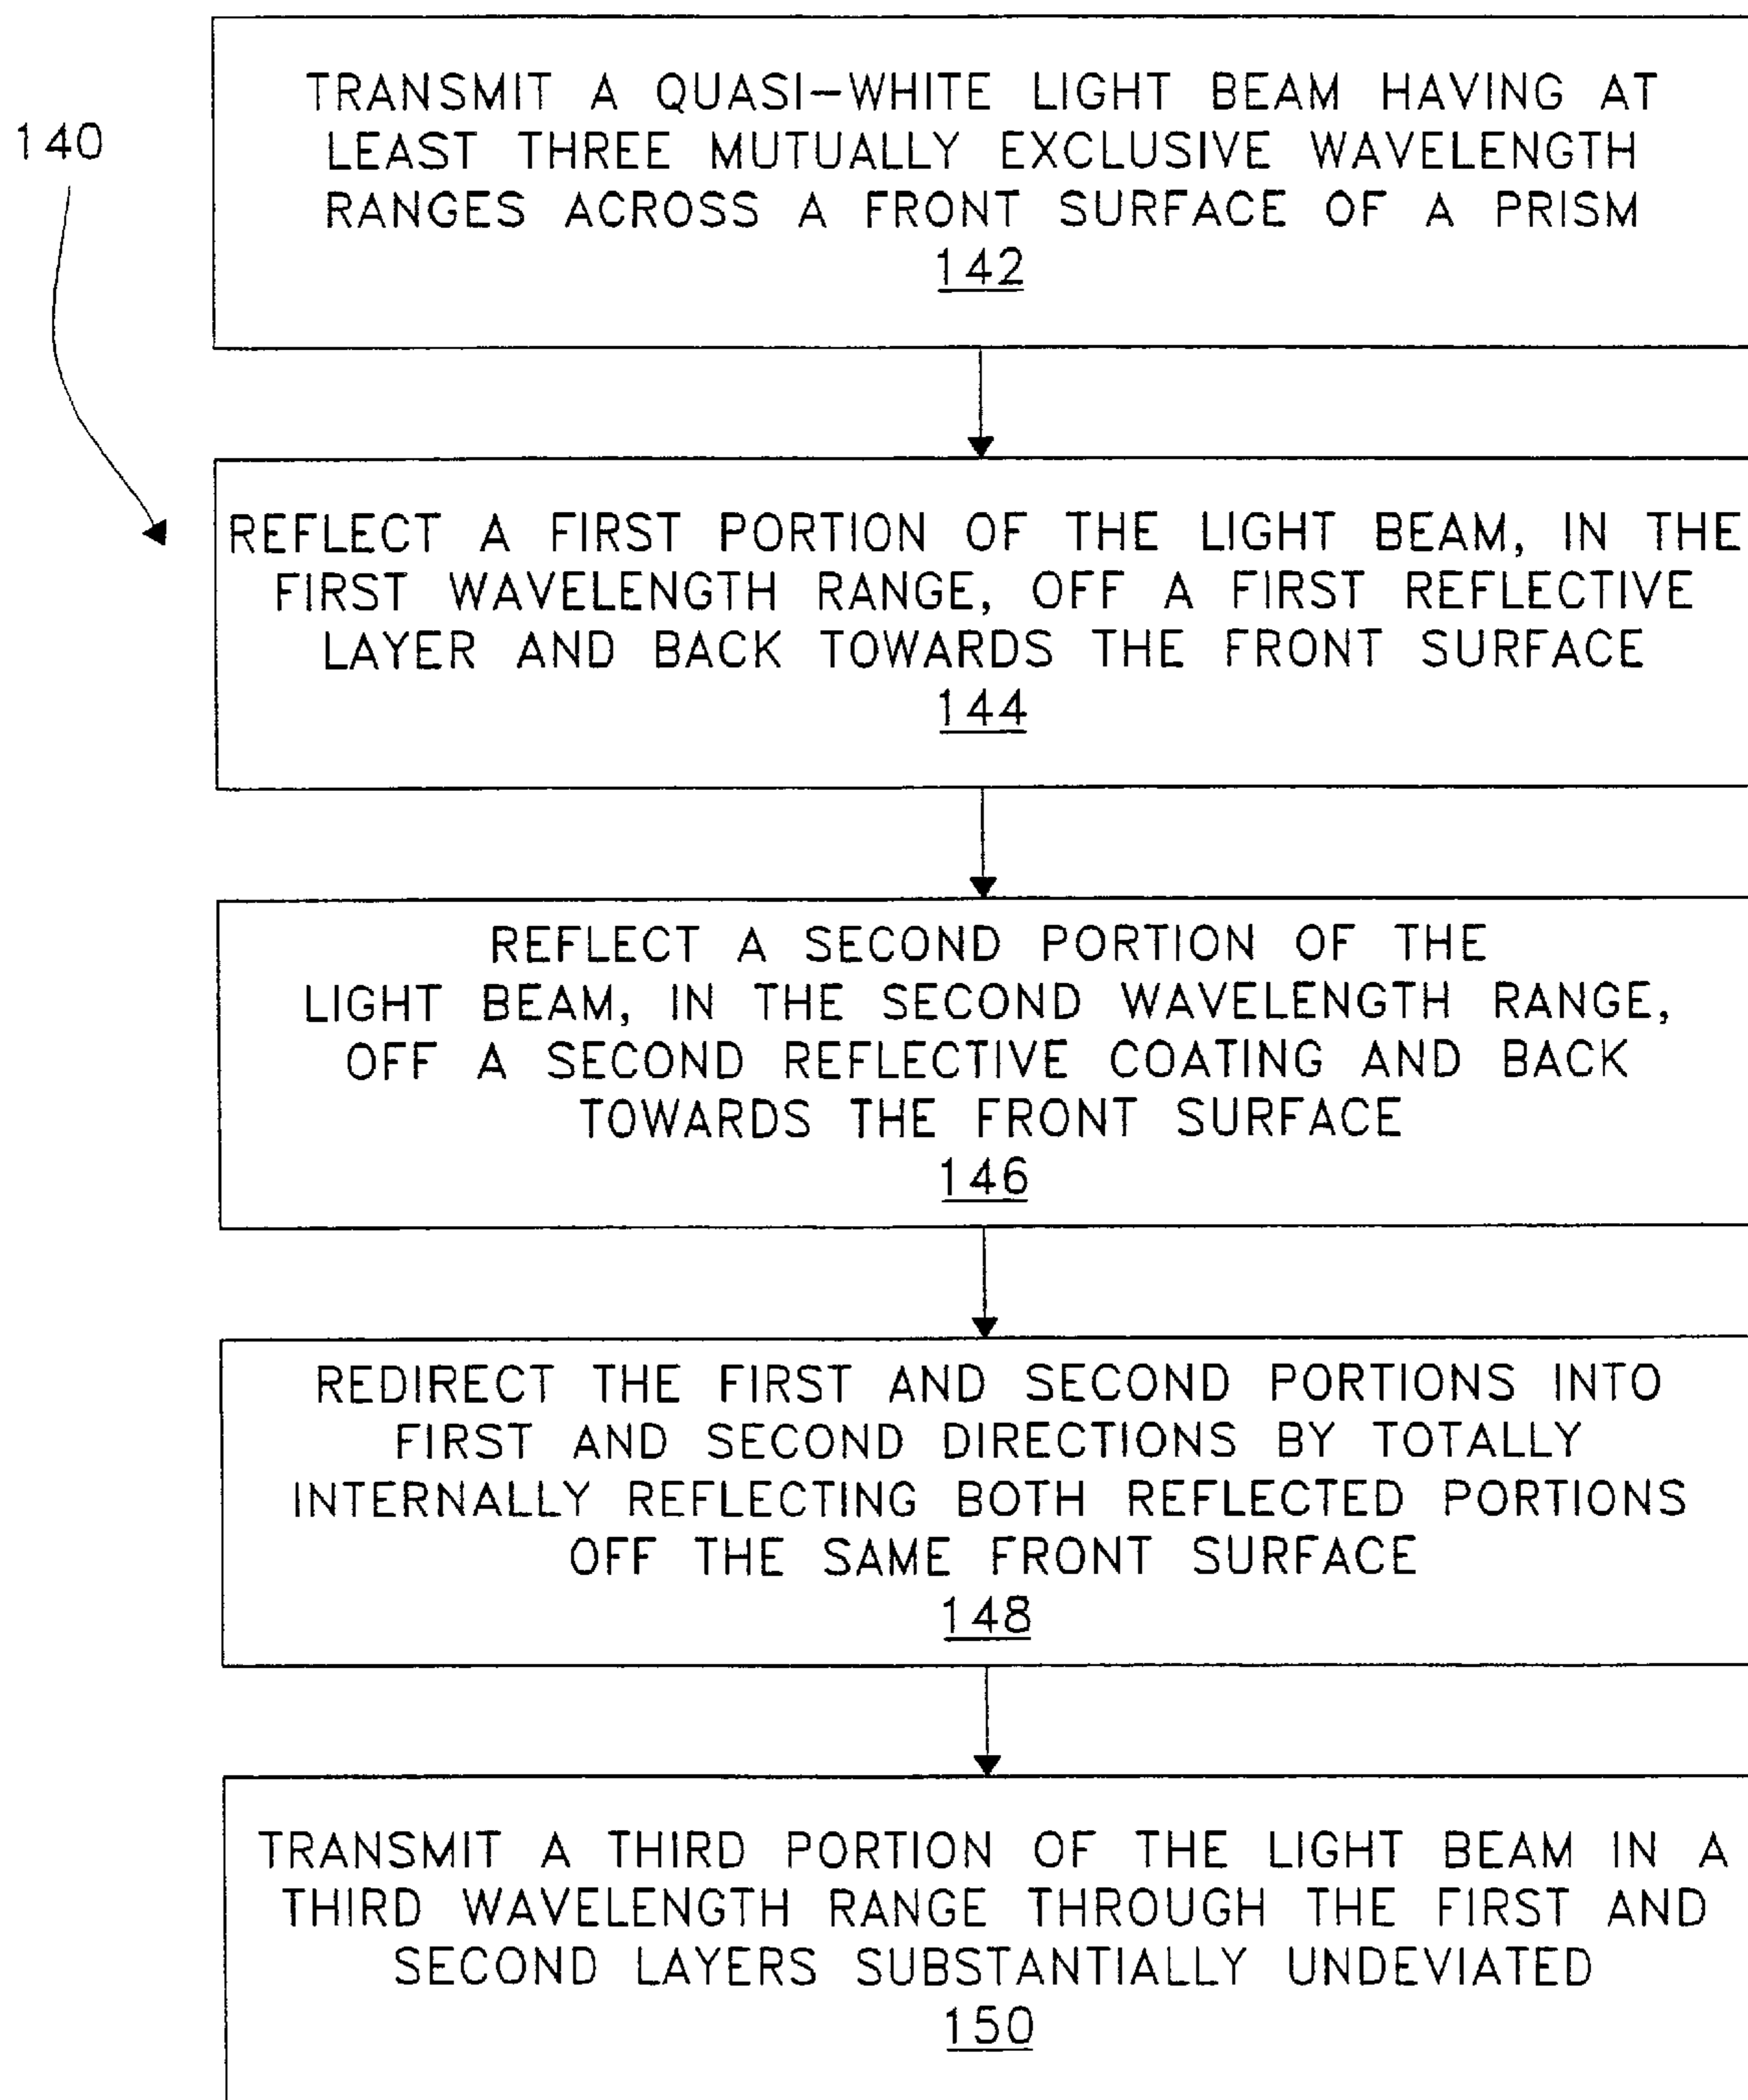 140
TRANSMIT A QUASI-WHITE LIGHT BEAM HAVING AT
LEAST THREE MUTUALLY EXCLUSIVE WAVELENGTH
RANGES ACROSS A FRONT SURFACE OF A PRISM
142
REFLECT A FIRST PORTION OF THE LIGHT BEAM, IN THE
FIRST WAVELENGTH RANGE, OFF A FIRST REFLECTIVE
LAYER AND BACK TOWARDS THE FRONT SURFACE
144
REFLECT A SECOND PORTION OF THE
LIGHT BEAM, IN THE SECOND WAVELENGTH RANGE,
OFF A SECOND REFLECTIVE COATING AND BACK
TOWARDS THE FRONT SURFACE
146
REDIRECT THE FIRST AND SECOND PORTIONS INTO
FIRST AND SECOND DIRECTIONS BY TOTALLY
INTERNALLY REFLECTING BOTH REFLECTED PORTIONS
OFF THE SAME FRONT SURFACE
148
TRANSMIT A THIRD PORTION OF THE LIGHT BEAM IN A
THIRD WAVELENGTH RANGE THROUGH THE FIRST AND
SECOND LAYERS SUBSTANTIALLY UNDEVIATED
150